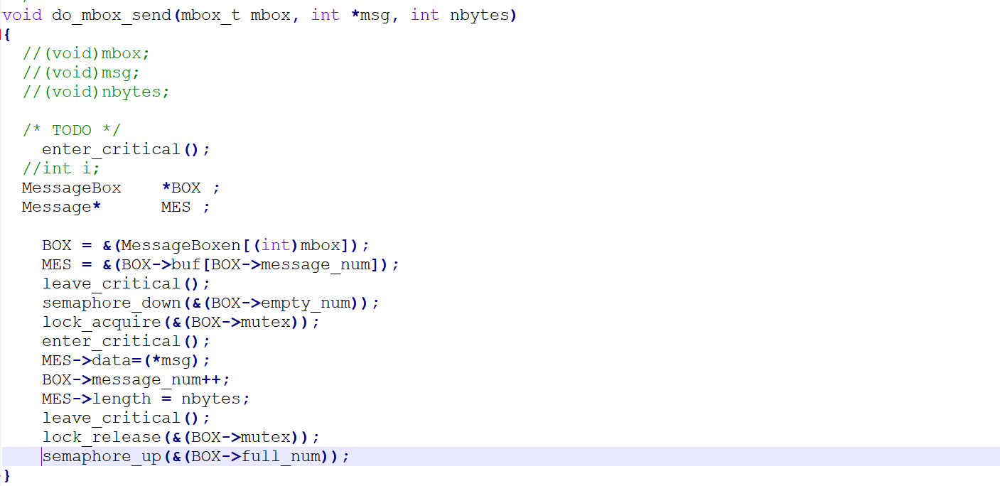 void do_mbox_send(mbox_t mbox, int *msg, int nbytes)
{
  //(void)mbox;
  //(void)msg;
  //(void)nbytes;

  /* TODO */
    enter_critical();
  //int i;
  MessageBox    *BOX ;
  Message*      MES ;

    BOX = &(MessageBoxen[(int)mbox]);
    MES = &(BOX->buf[BOX->message_num]);
    leave_critical();
    semaphore_down(&(BOX->empty_num));
    lock_acquire(&(BOX->mutex));
    enter_critical();
    MES->data=(*msg);
    BOX->message_num++;
    MES->length = nbytes;
    leave_critical();
    lock_release(&(BOX->mutex));
    semaphore_up(&(BOX->full_num));
}